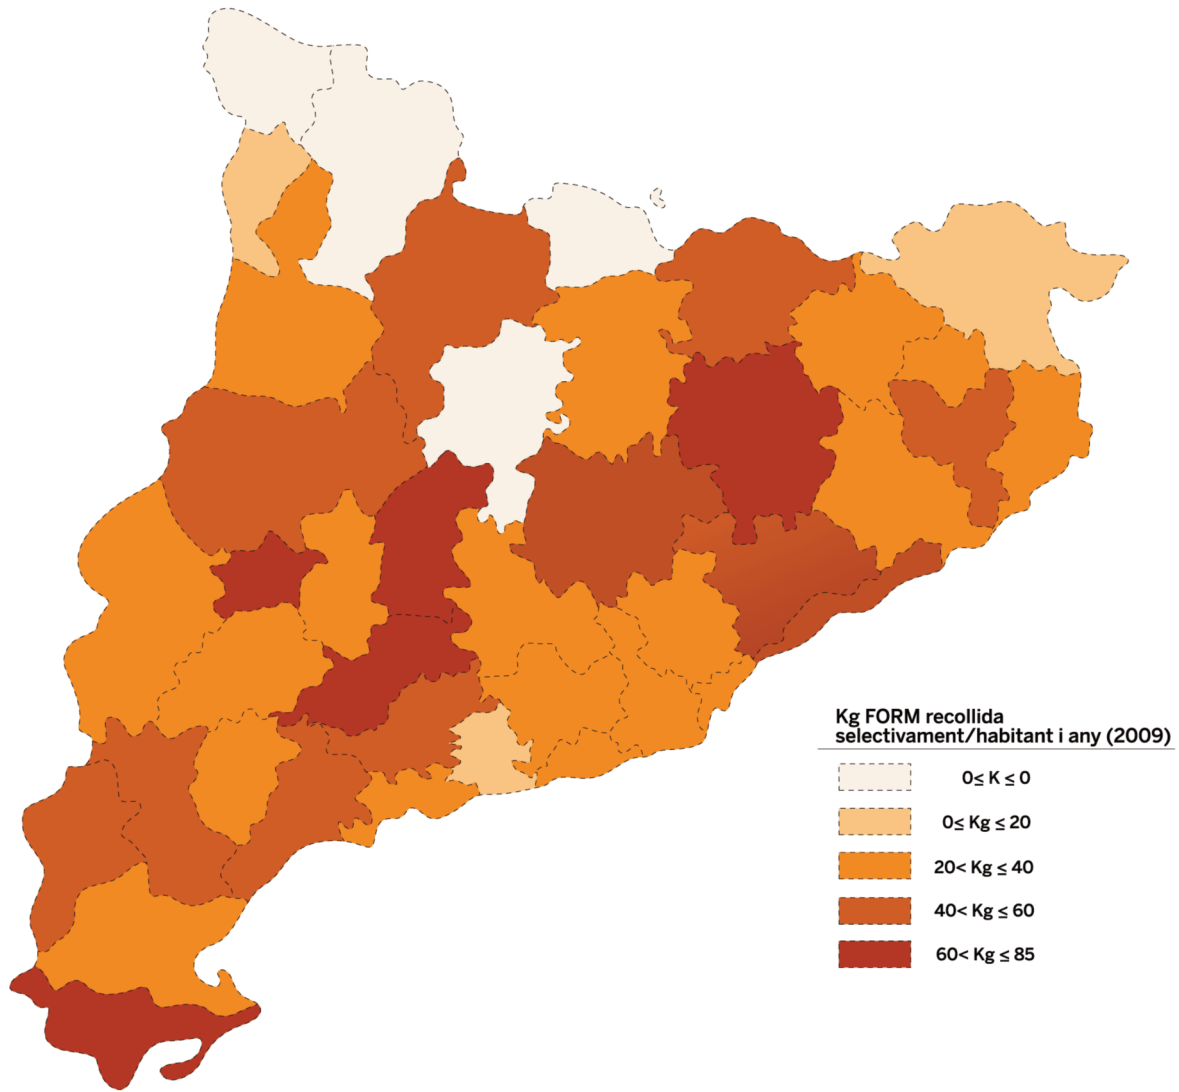 Kg FORM recollida
selectivament/habitant i any (2009)
0≤ K ≤ 0
0≤ Kg ≤ 20
20< Kg ≤ 40
40< Kg ≤ 60
60< Kg ≤ 85